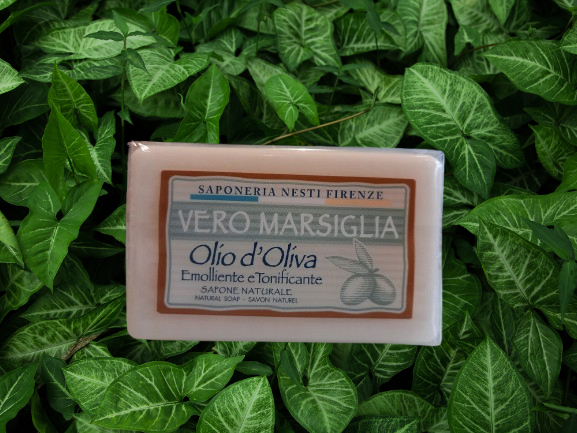 SAPONERIA NESTI FIRENZE
VERO MARSIGLIA
Olio d'Oliva
Emolliente e Tonificante
SAPONE NATURALE
NATURAL SOAP - SAVON NATUREL